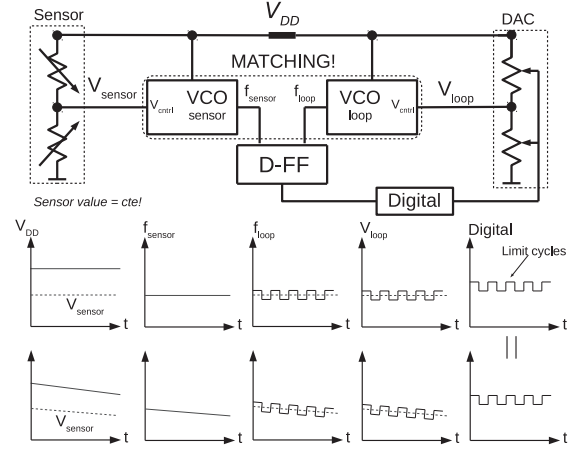 Sensor
V_DD
DAC
MATCHING!
V_sensor
V_cntrl
VCO
sensor
f_sensor
f_loop
VCO
loop
V_cntrl
V_loop
D-FF
Digital
Sensor value = cte!
V_DD
f_sensor
f_loop
V_loop
Digital
Limit cycles
V_sensor
t
t
t
t
t
V_sensor
t
t
t
t
t